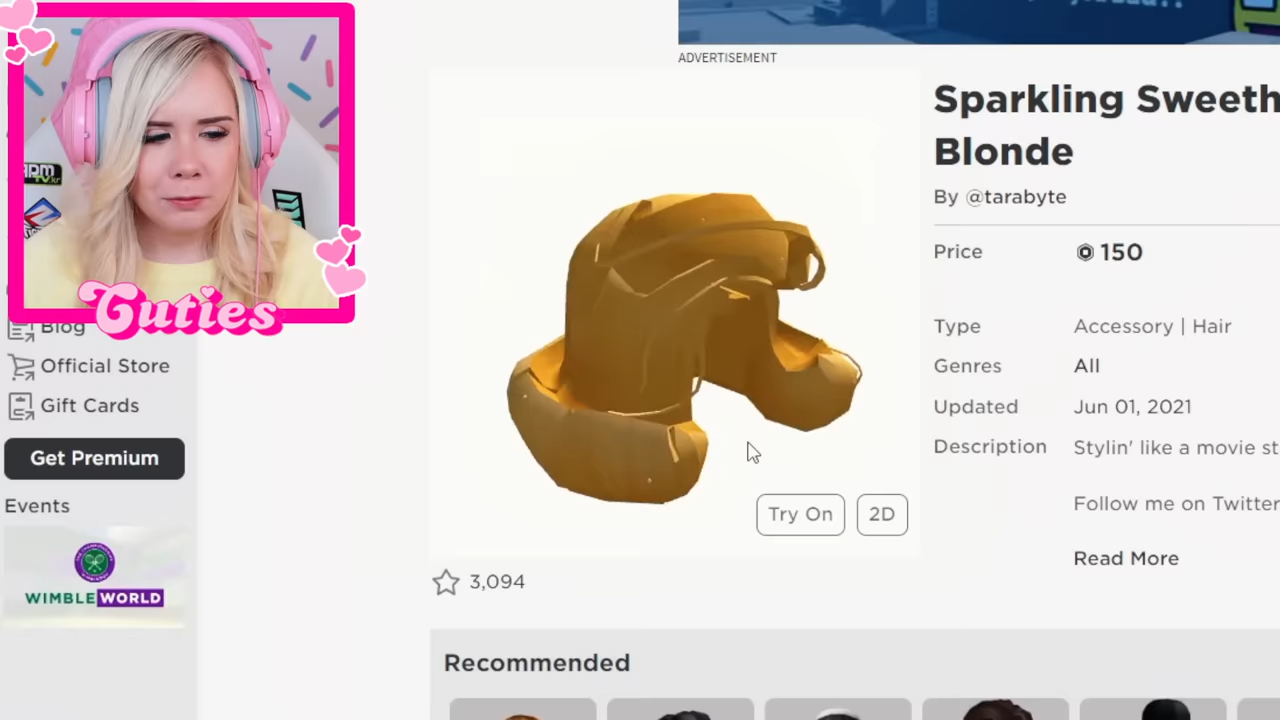 ADVERTISEMENT
Sparkling Sweeth
Blonde
By @tarabyte
Price 150
Type Accessory | Hair
Genres All
Updated Jun 01, 2021
Description Stylin' like a movie st
Follow me on Twitter
Read More
Try On 2D
3,094
Recommended
Cuties
Blog
Official Store
Gift Cards
Get Premium
Events
WIMBLEWORLD